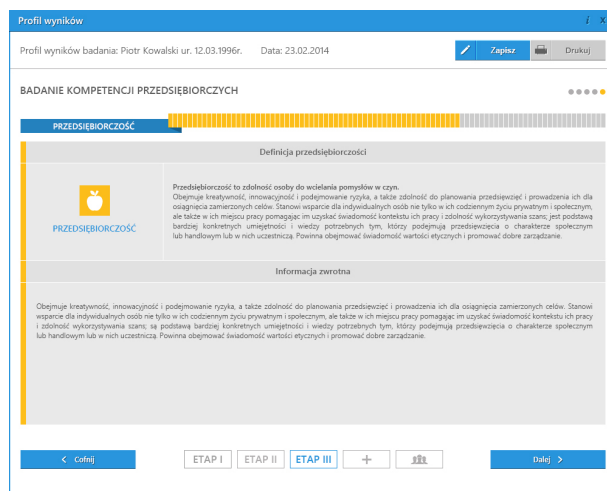 Profil wyników i X
Profil wyników badania: Piotr Kowalski ur. 12.03.1996r. Data: 23.02.2014 Zapisz Drukuj
BADANIE KOMPETENCJI PRZEDSIĘBIORCZYCH
PRZEDSIĘBIORCZOŚĆ
Definicja przedsiębiorczości
Przedsiębiorczość to zdolność osoby do wcielania pomysłów w czyn.
Obejmuje kreatywność, innowacyjność i podejmowanie ryzyka, a także zdolność do planowania przedsięwzięć i prowadzenia ich dla
osiągnięcia zamierzonych celów. Stanowi wsparcie dla indywidualnych osób nie tylko w ich codziennym życiu prywatnym i społecznym,
ale także w ich miejscu pracy pomagając im uzyskać świadomość kontekstu ich pracy i zdolność wykorzystywania szans; jest podstawą
bardziej konkretnych umiejętności i wiedzy potrzebnych tym, którzy podejmują przedsięwzięcia o charakterze społecznym
lub handlowym lub w nich uczestniczą. Powinna obejmować świadomość wartości etycznych i promować dobre zarządzanie.
PRZEDSIĘBIORCZOŚĆ
Informacja zwrotna
Obejmuje kreatywność, innowacyjność i podejmowanie ryzyka, a także zdolność do planowania przedsięwzięć i prowadzenia ich dla osiągnięcia zamierzonych celów. Stanowi
wsparcie dla indywidualnych osób nie tylko w ich codziennym życiu prywatnym i społecznym, ale także w ich miejscu pracy pomagając im uzyskać świadomość kontekstu ich pracy
i zdolność wykorzystywania szans; są podstawą bardziej konkretnych umiejętności i wiedzy potrzebnych tym, którzy podejmują przedsięwzięcia o charakterze społecznym
lub handlowym lub w nich uczestniczą. Powinna obejmować świadomość wartości etycznych i promować dobre zarządzanie.
Cofnij ETAP I ETAP II ETAP III + Dalej